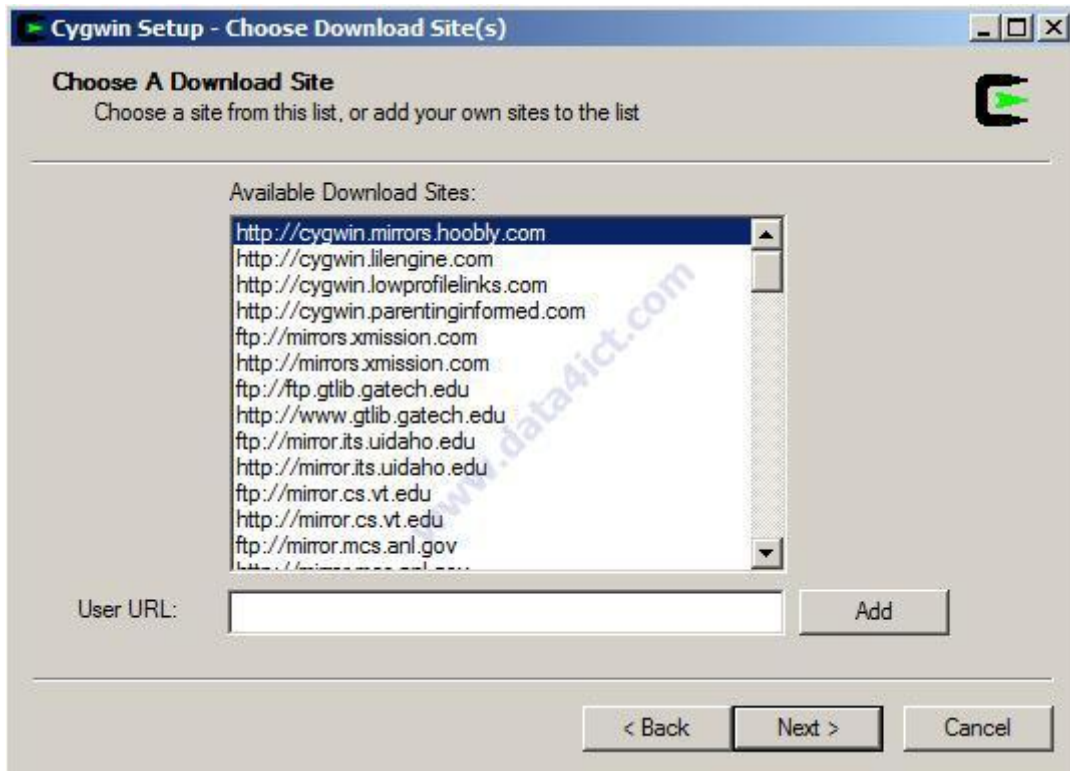 Cygwin Setup - Choose Download Site(s)
Choose A Download Site
Choose a site from this list, or add your own sites to the list
Available Download Sites:
http://cygwin.mirrors.hoobly.com
http://cygwin.lilengine.com
http://cygwin.lowprofilelinks.com
http://cygwin.parentinginformed.com
ftp://mirrors.xmission.com
http://mirrors.xmission.com
ftp://ftp.gtlib.gatech.edu
http://www.gtlib.gatech.edu
ftp://mirror.its.uidaho.edu
http://mirror.its.uidaho.edu
ftp://mirror.cs.vt.edu
http://mirror.cs.vt.edu
ftp://mirror.mcs.anl.gov
www.data4ict.com
User URL:
Add
< Back
Next >
Cancel